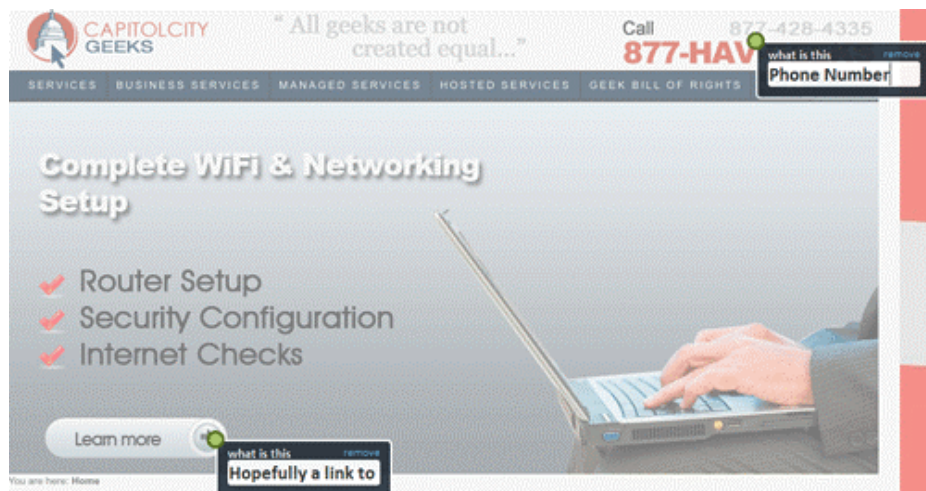 CAPITOLCITY
GEEKS
“ All geeks are not
created equal...”
Call 877-428-4335
877-HAV
what is this remove
Phone Number
SERVICES BUSINESS SERVICES MANAGED SERVICES HOSTED SERVICES GEEK BILL OF RIGHTS
Complete WiFi & Networking
Setup
Router Setup
Security Configuration
Internet Checks
Learn more
what is this remove
Hopefully a link to
You are here: Home